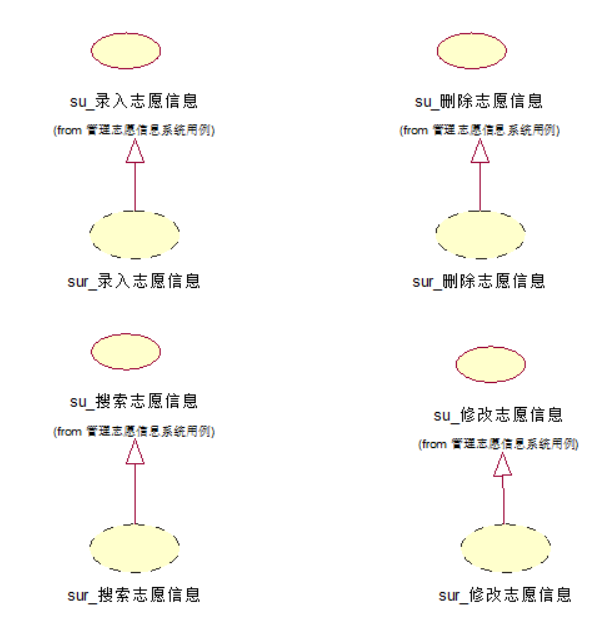 su_录入志愿信息
(from 管理志愿信息系统用例)
sur_录入志愿信息
su_删除志愿信息
(from 管理志愿信息系统用例)
sur_删除志愿信息
su_搜索志愿信息
(from 管理志愿信息系统用例)
sur_搜索志愿信息
su_修改志愿信息
(from 管理志愿信息系统用例)
sur_修改志愿信息